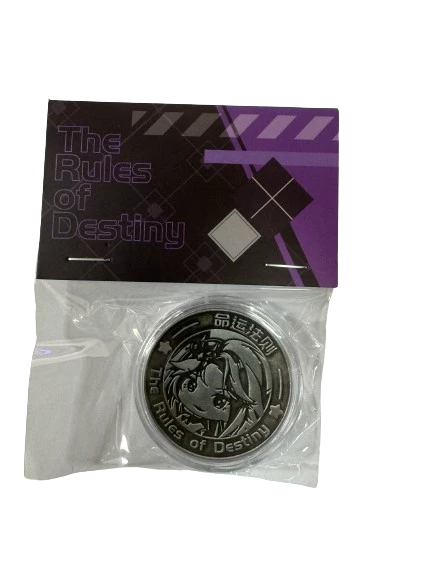 The
Rules
of
Destiny
命运法则
The Rules of Destiny